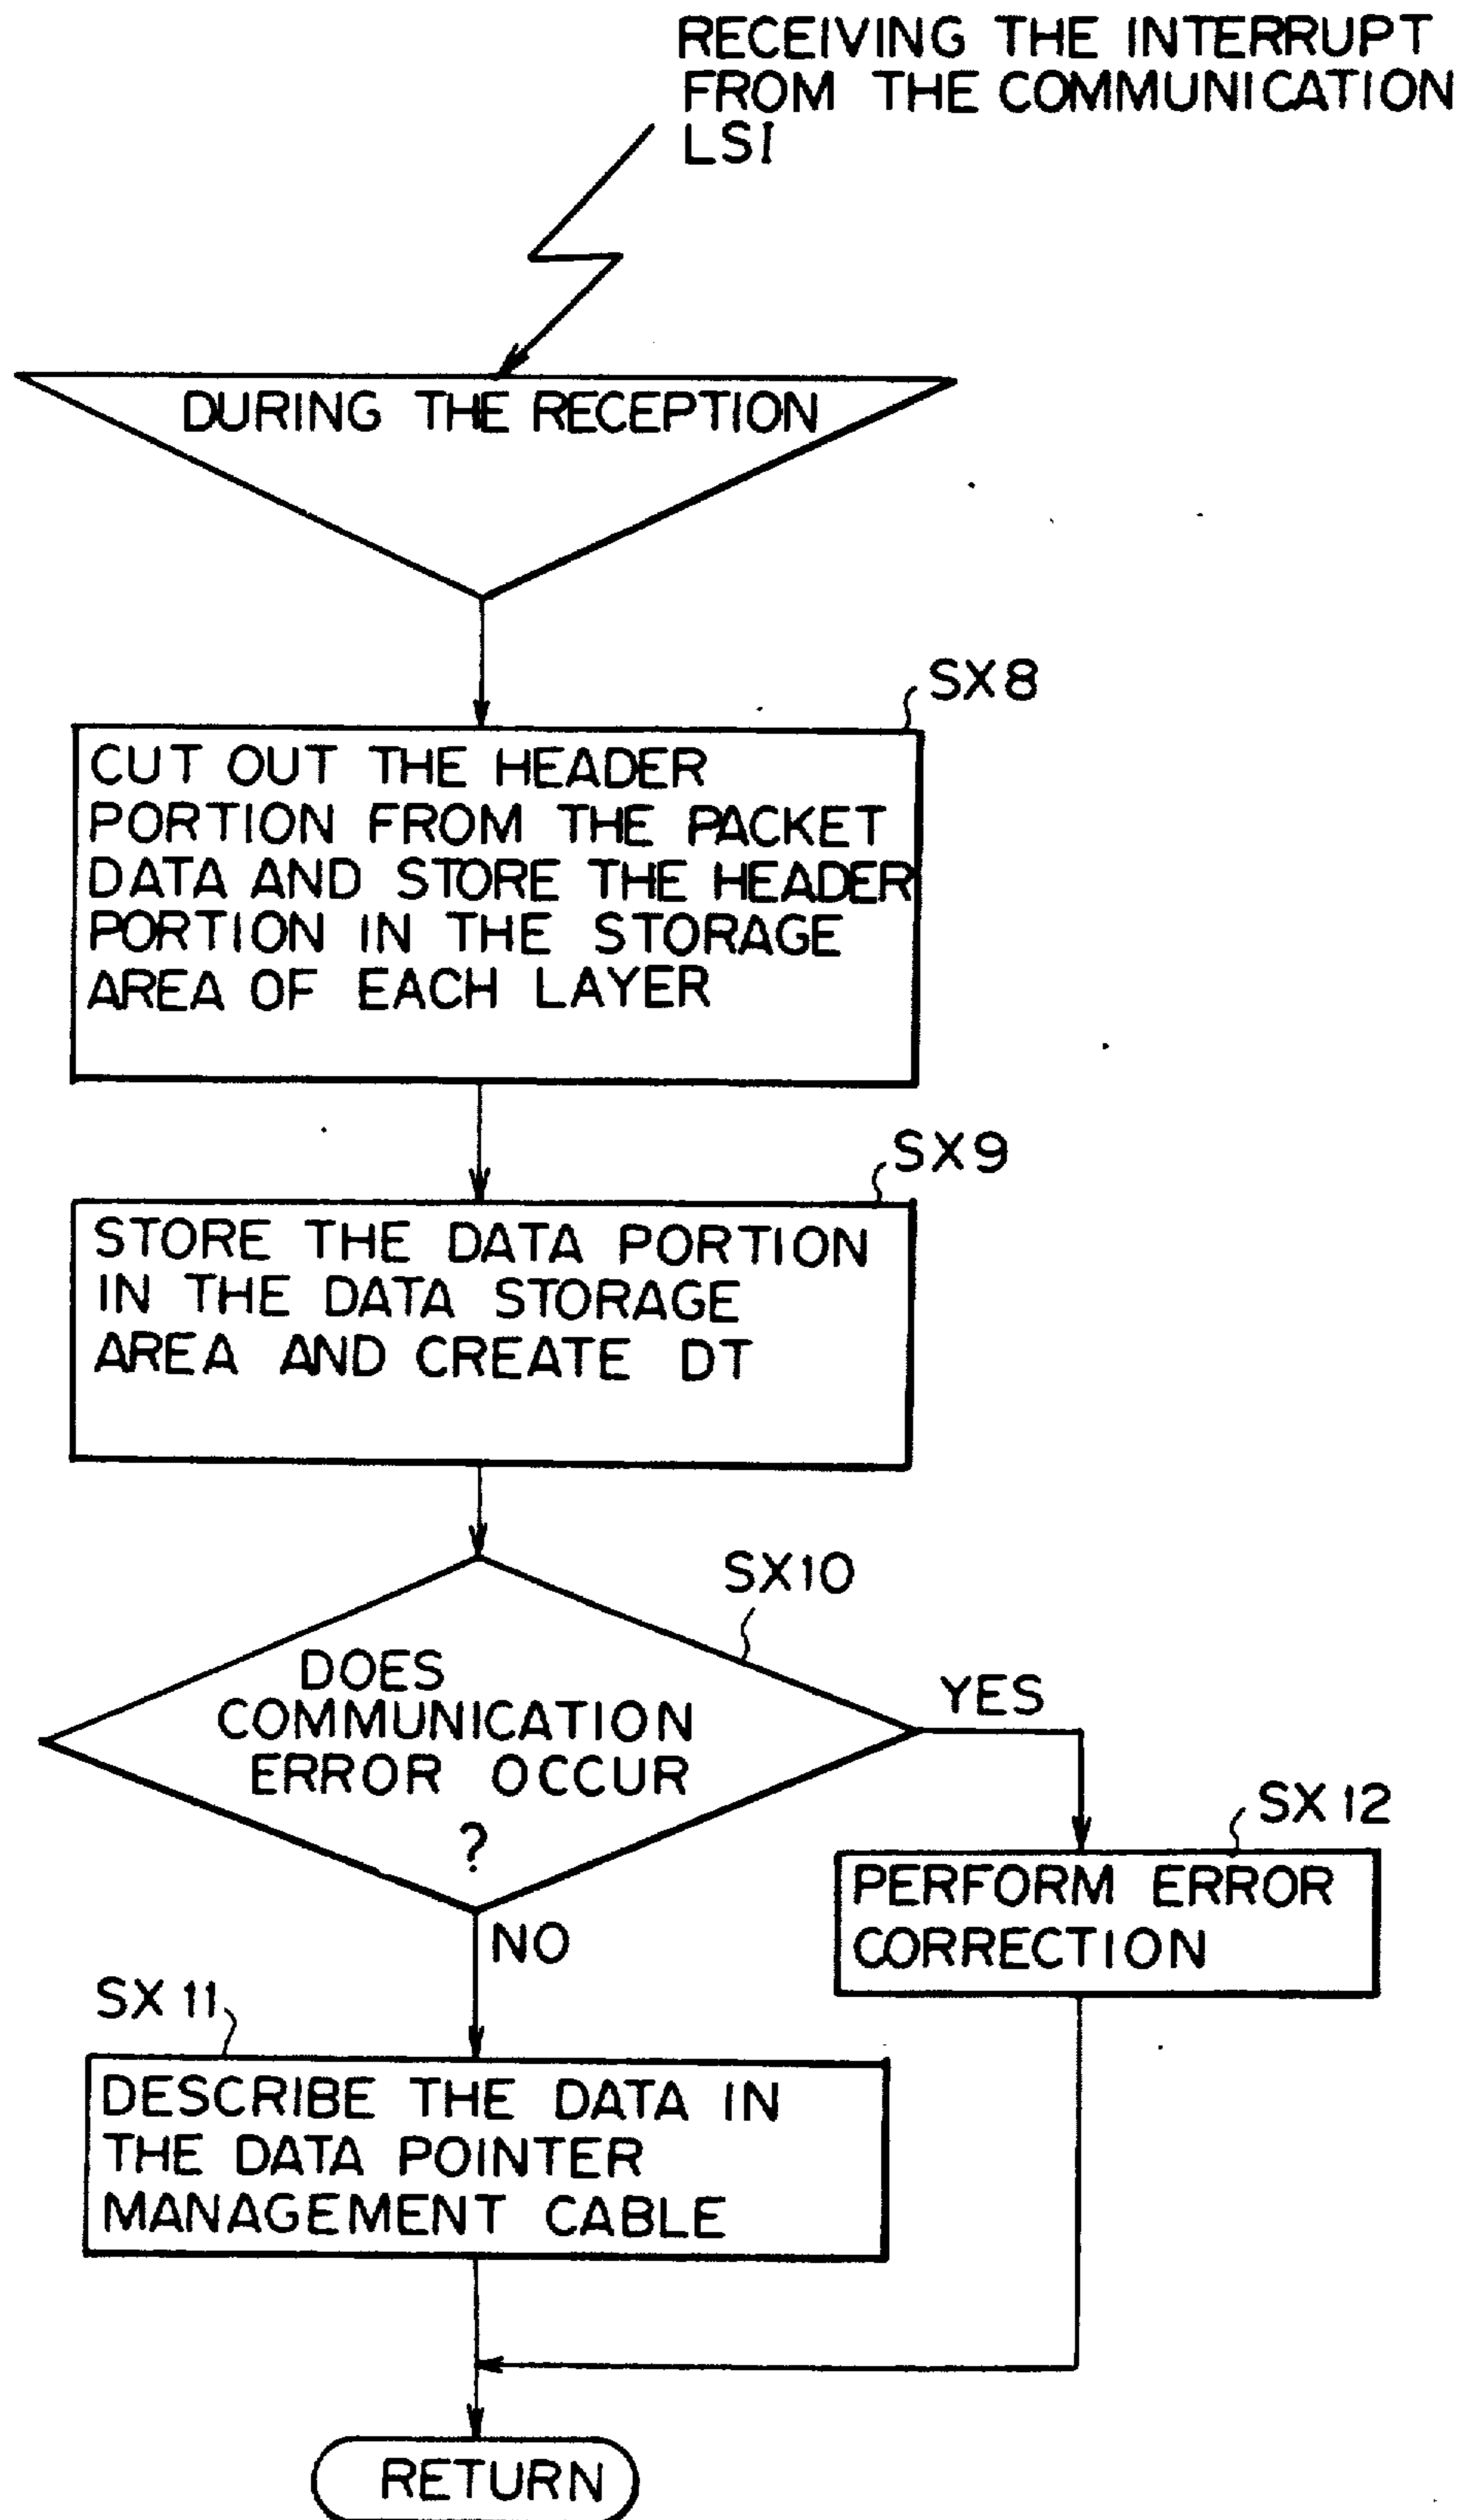 RECEIVING THE INTERRUPT
FROM THE COMMUNICATION
LSI
DURING THE RECEPTION
SX8
CUT OUT THE HEADER
PORTION FROM THE PACKET
DATA AND STORE THE HEADER
PORTION IN THE STORAGE
AREA OF EACH LAYER
SX9
STORE THE DATA PORTION
IN THE DATA STORAGE
AREA AND CREATE DT
SX10
DOES
COMMUNICATION
ERROR OCCUR
?
YES
SX 12
PERFORM ERROR
CORRECTION
NO
SX 11
DESCRIBE THE DATA IN
THE DATA POINTER
MANAGEMENT CABLE
RETURN